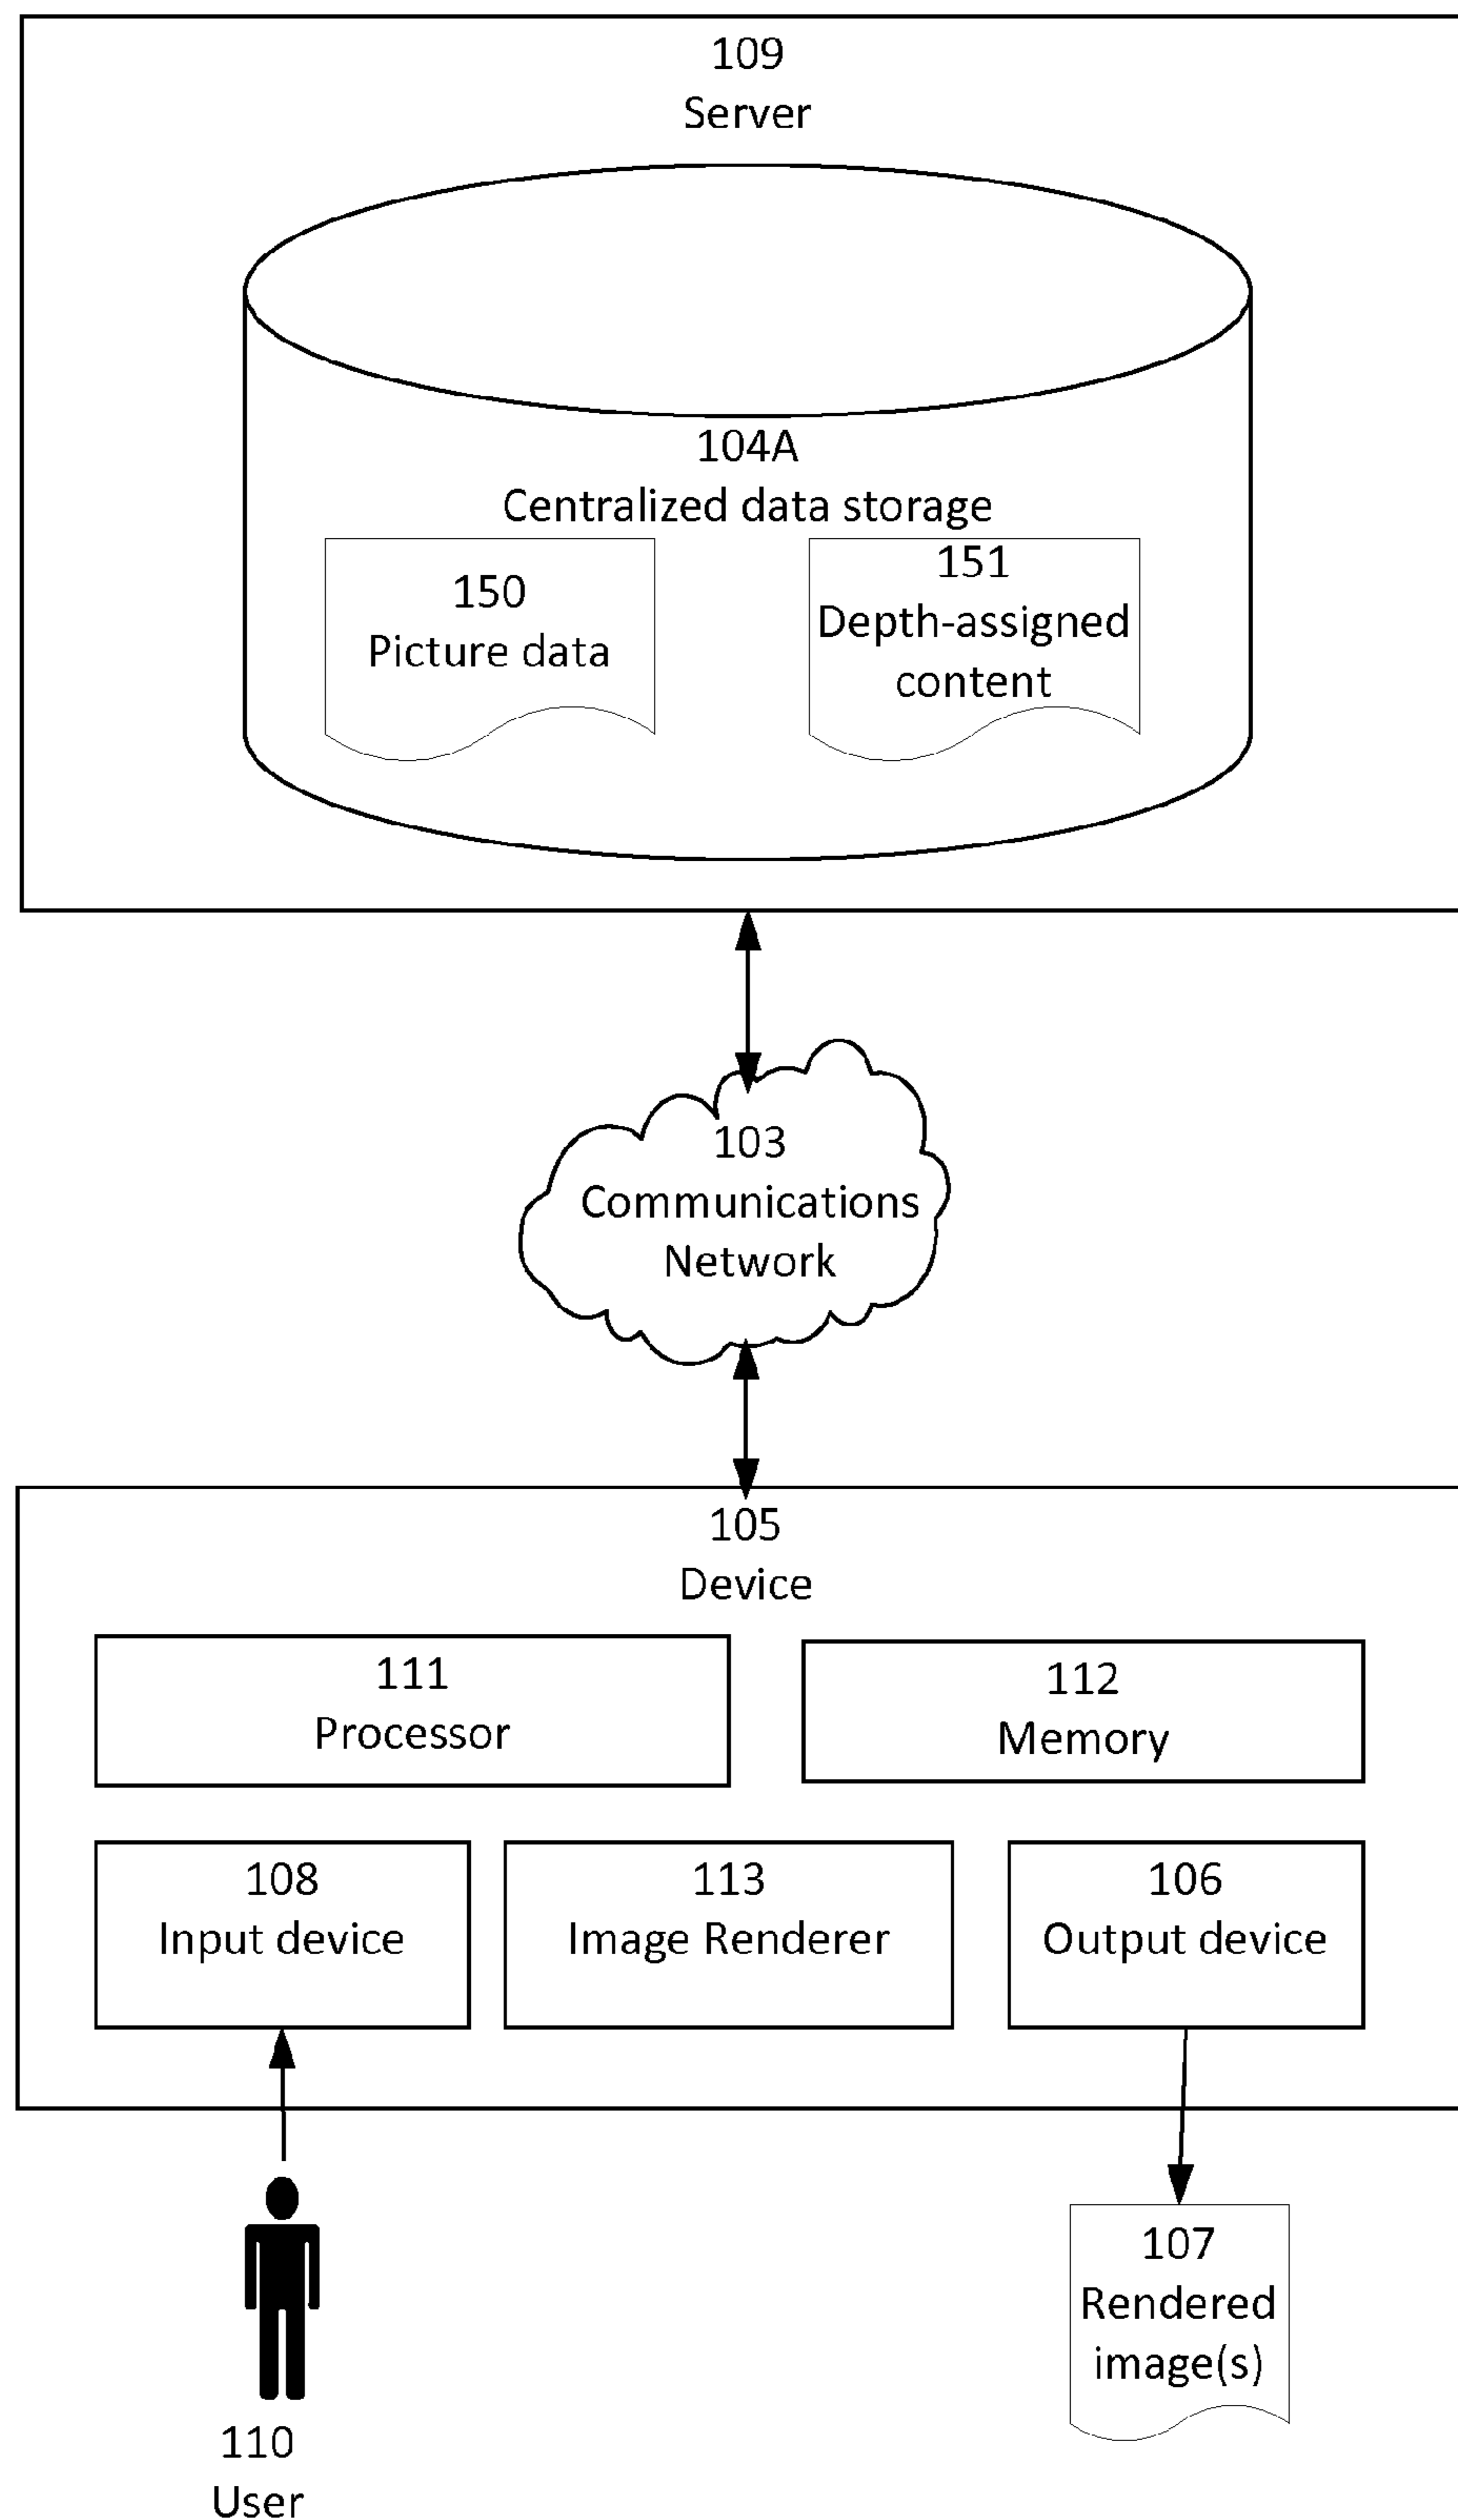 109
Server
104A
Centralized data storage
150
Picture data
151
Depth-assigned
content
103
Communications
Network
105
Device
111
Processor
112
Memory
108
Input device
113
Image Renderer
106
Output device
107
Rendered
image(s)
110
User